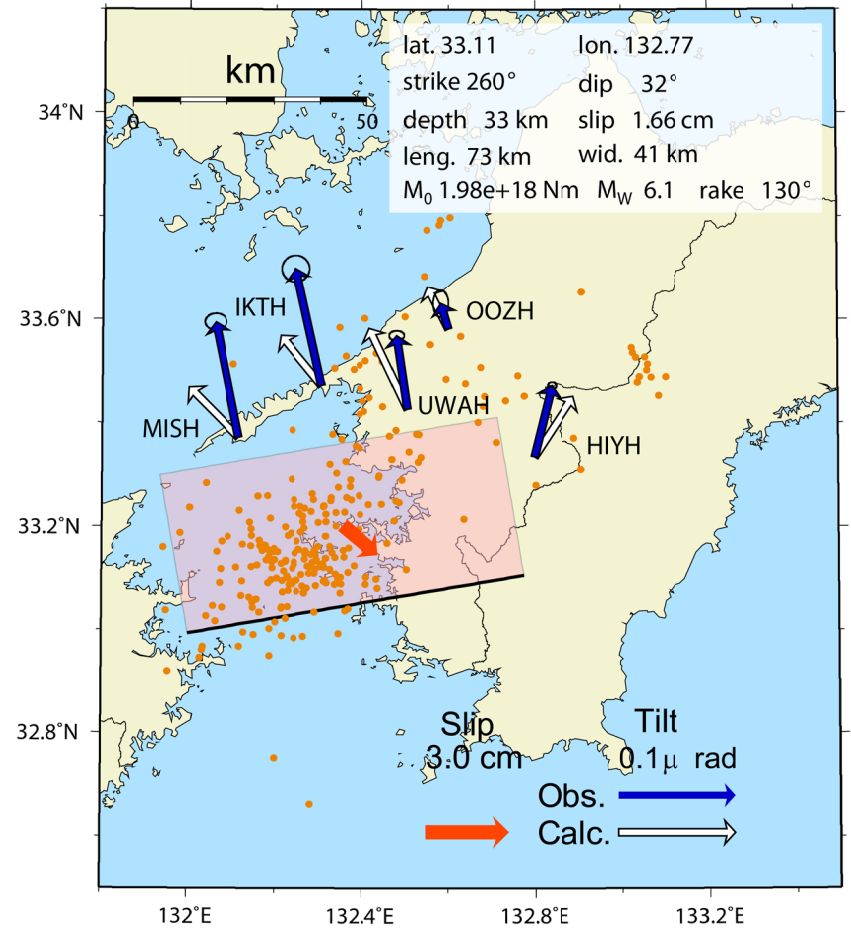 lat. 33.11 lon. 132.77
strike 260° dip 32°
depth 33 km slip 1.66 cm
leng. 73 km wid. 41 km
M0 1.98e+18 Nm MW 6.1 rake 130°
km
0 50
34°N
33.6°N
33.2°N
32.8°N
IKTH
OOZH
MISH
UWAH
HIYH
Slip
3.0 cm
Tilt
0.1μ rad
Obs.
Calc.
132°E 132.4°E 132.8°E 133.2°E